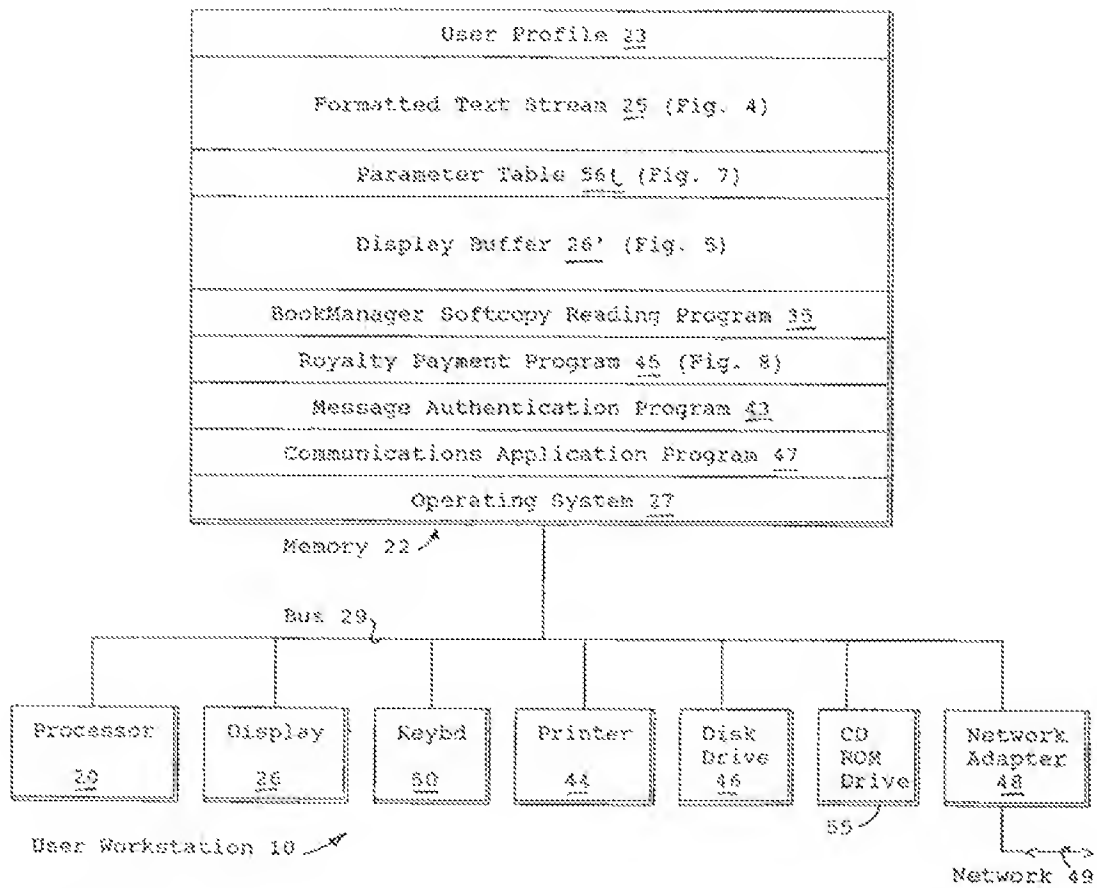 User Profile 23
Formatted Text Stream 25 (Fig. 4)
Parameter Table 56t (Fig. 7)
Display Buffer 26' (Fig. 5)
BookManager Softcopy Reading Program 35
Royalty Payment Program 45 (Fig. 8)
Message Authentication Program 43
Communications Application Program 47
Operating System 27
Memory 22
Bus 29
Processor
20
Display
26
Keybd
50
Printer
44
Disk
Drive
46
CD
ROM
Drive
55
Network
Adapter
48
User Workstation 10
Network 49